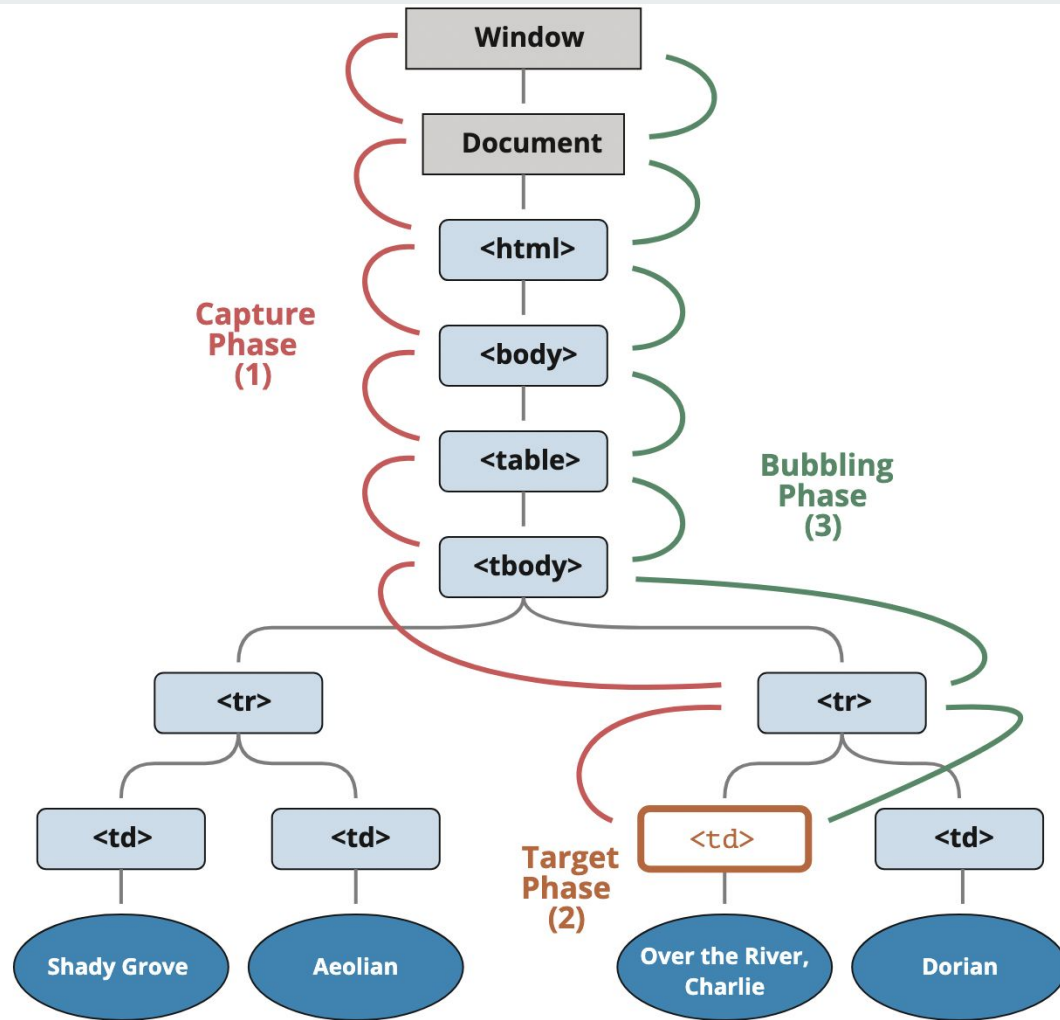 Window
Document
<html>
Capture
Phase
(1)
<body>
<table>
Bubbling
Phase
(3)
<tbody>
<tr>
<tr>
<td>
<td>
<td>
<td>
Target
Phase
(2)
Shady Grove
Aeolian
Over the River,
Charlie
Dorian